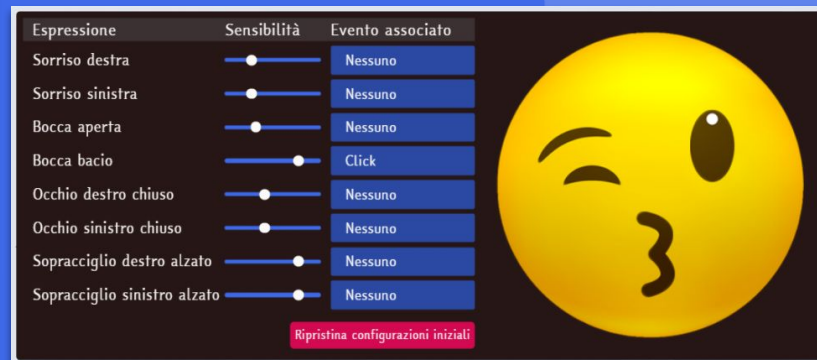 Espressione Sensibilità Evento associato
Sorriso destra Nessuno
Sorriso sinistra Nessuno
Bocca aperta Nessuno
Bocca bacio Click
Occhio destro chiuso Nessuno
Occhio sinistro chiuso Nessuno
Sopracciglio destro alzato Nessuno
Sopracciglio sinistro alzato Nessuno
Ripristina configurazioni iniziali